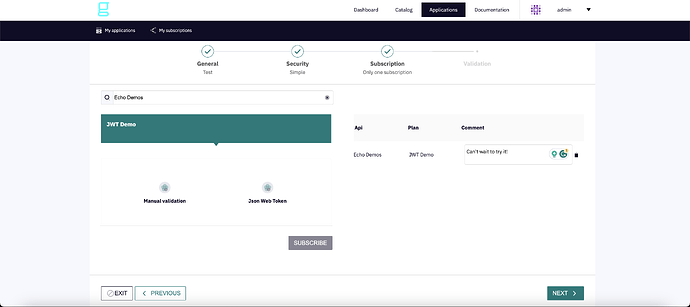 Dashboard Catalog Applications Documentation admin
My applications My subscriptions
General Security Subscription Validation
Test Simple Only one subscription
Echo Demos
JWT Demo
Api Plan Comment
Echo Demos JWT Demo Can't wait to try it!
Manual validation Json Web Token
SUBSCRIBE
EXIT PREVIOUS NEXT